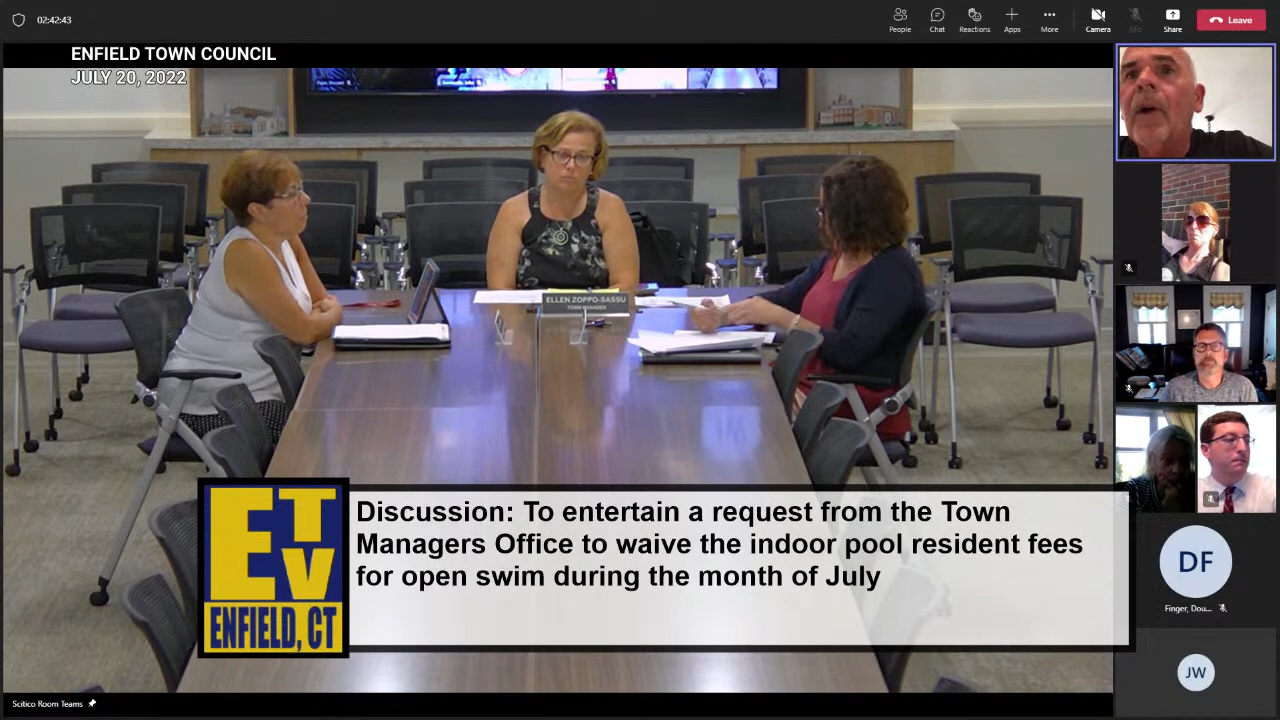 02:42:43
People
Chat
Reactions
Apps
More
Camera
Mic
Share
Leave
ENFIELD TOWN COUNCIL
JULY 20, 2022
ELLEN ZOPPO-SASSU
TOWN MANAGER
ETV
ENFIELD, CT
Discussion: To entertain a request from the Town
Managers Office to waive the indoor pool resident fees
for open swim during the month of July
DF
Finger, Dou...
JW
Scitico Room Teams